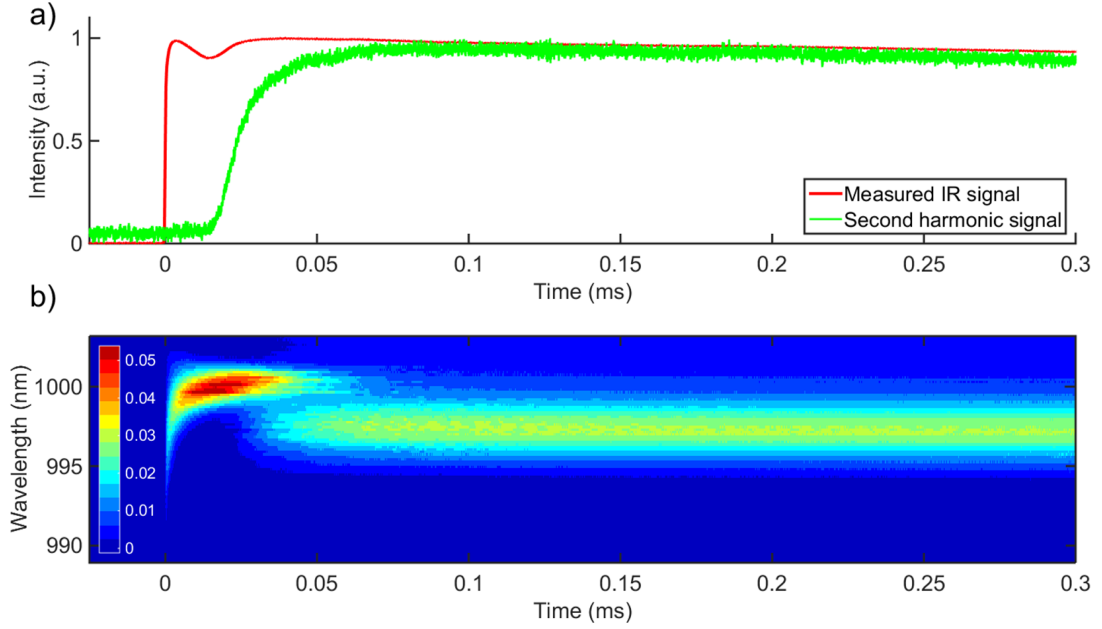 a)
Intensity (a.u.)
1
0.5
0
Measured IR signal
Second harmonic signal
0 0.05 0.1 0.15 0.2 0.25 0.3
Time (ms)
b)
Wavelength (nm)
1000
995
990
0.05
0.04
0.03
0.02
0.01
0
0 0.05 0.1 0.15 0.2 0.25 0.3
Time (ms)